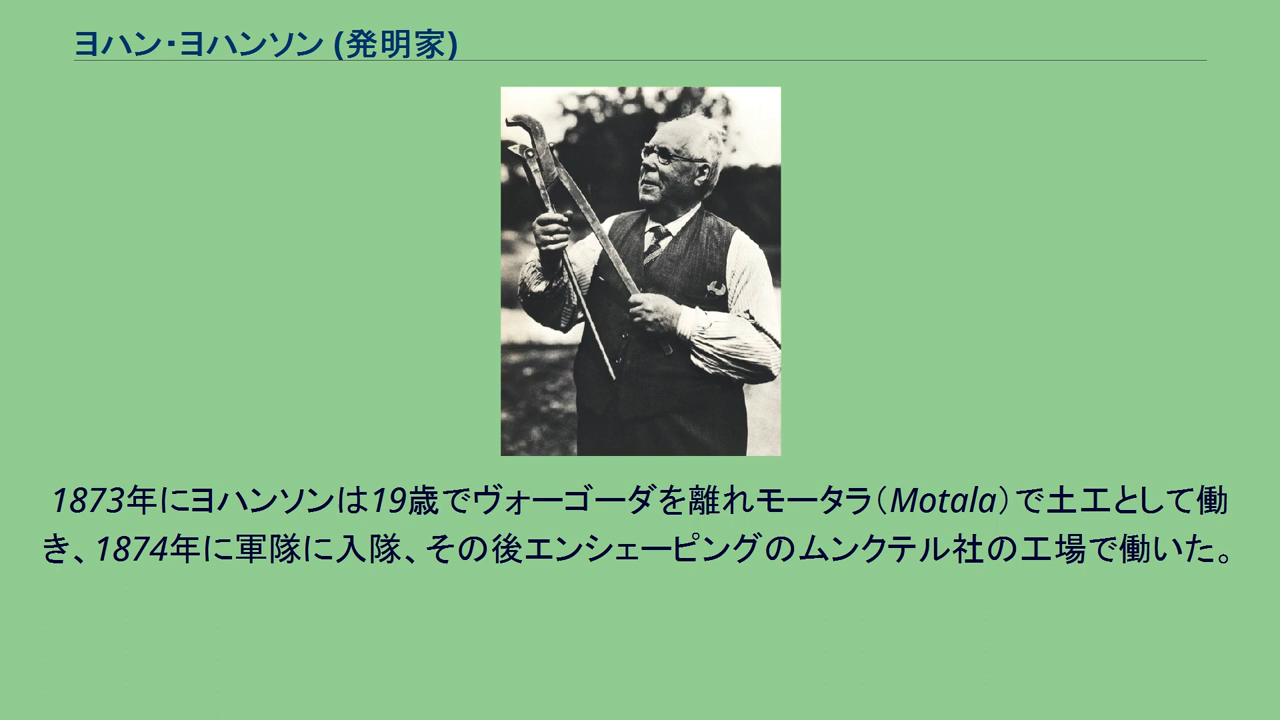 ヨハン・ヨハンソン (発明家)
1873年にヨハンソンは19歳でヴォーゴーダを離れモータラ（Motala）で土工として働
き、1874年に軍隊に入隊、その後エンシェーピングのムンクテル社の工場で働いた。